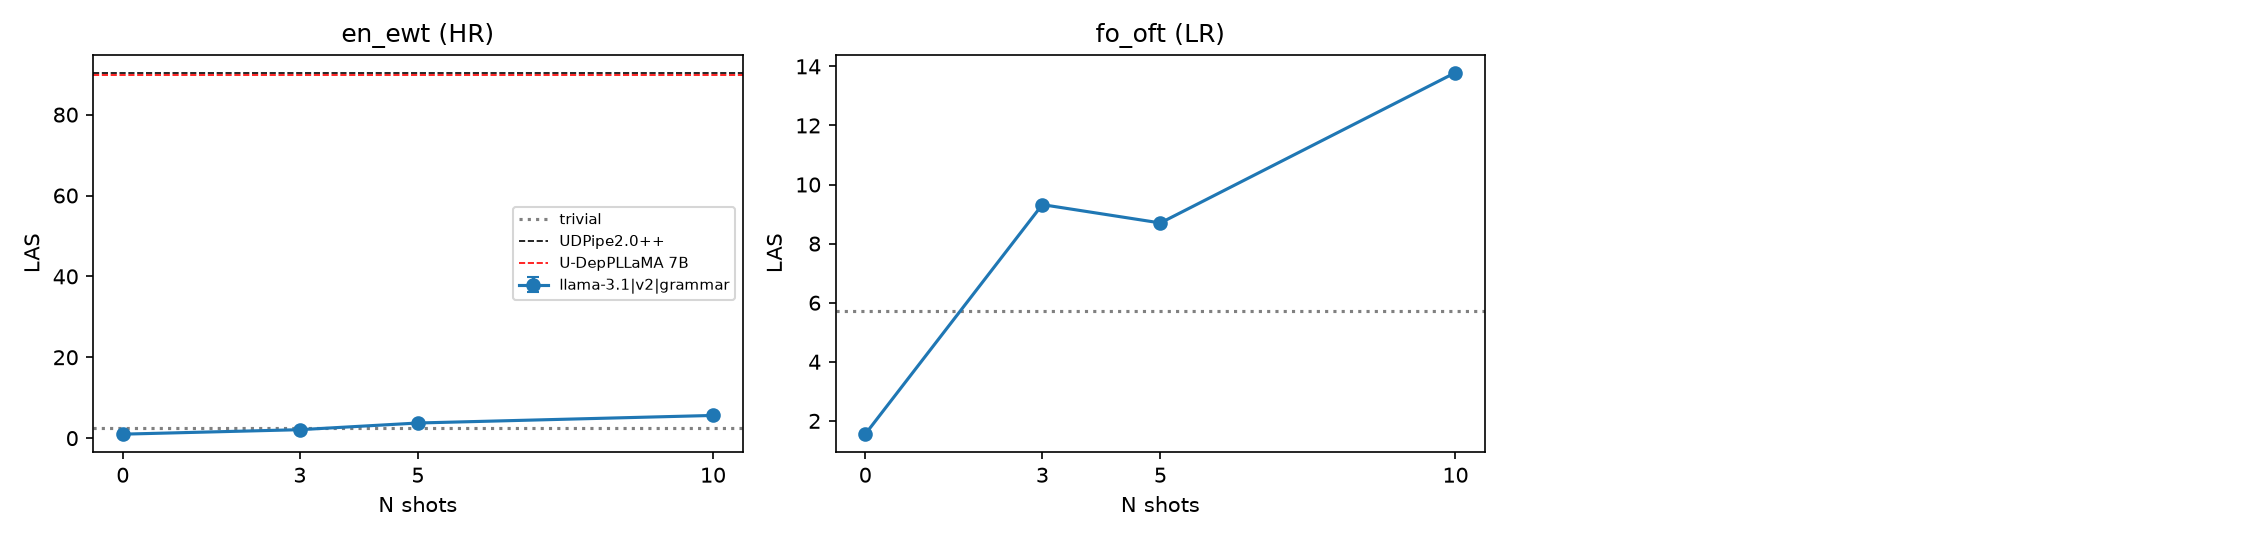 en_ewt (HR)
LAS
80
60
40
20
0
trivial
UDPipe2.0++
U-DepPLLaMA 7B
llama-3.1|v2|grammar
0 3 5 10
N shots
fo_oft (LR)
LAS
14
12
10
8
6
4
2
0 3 5 10
N shots